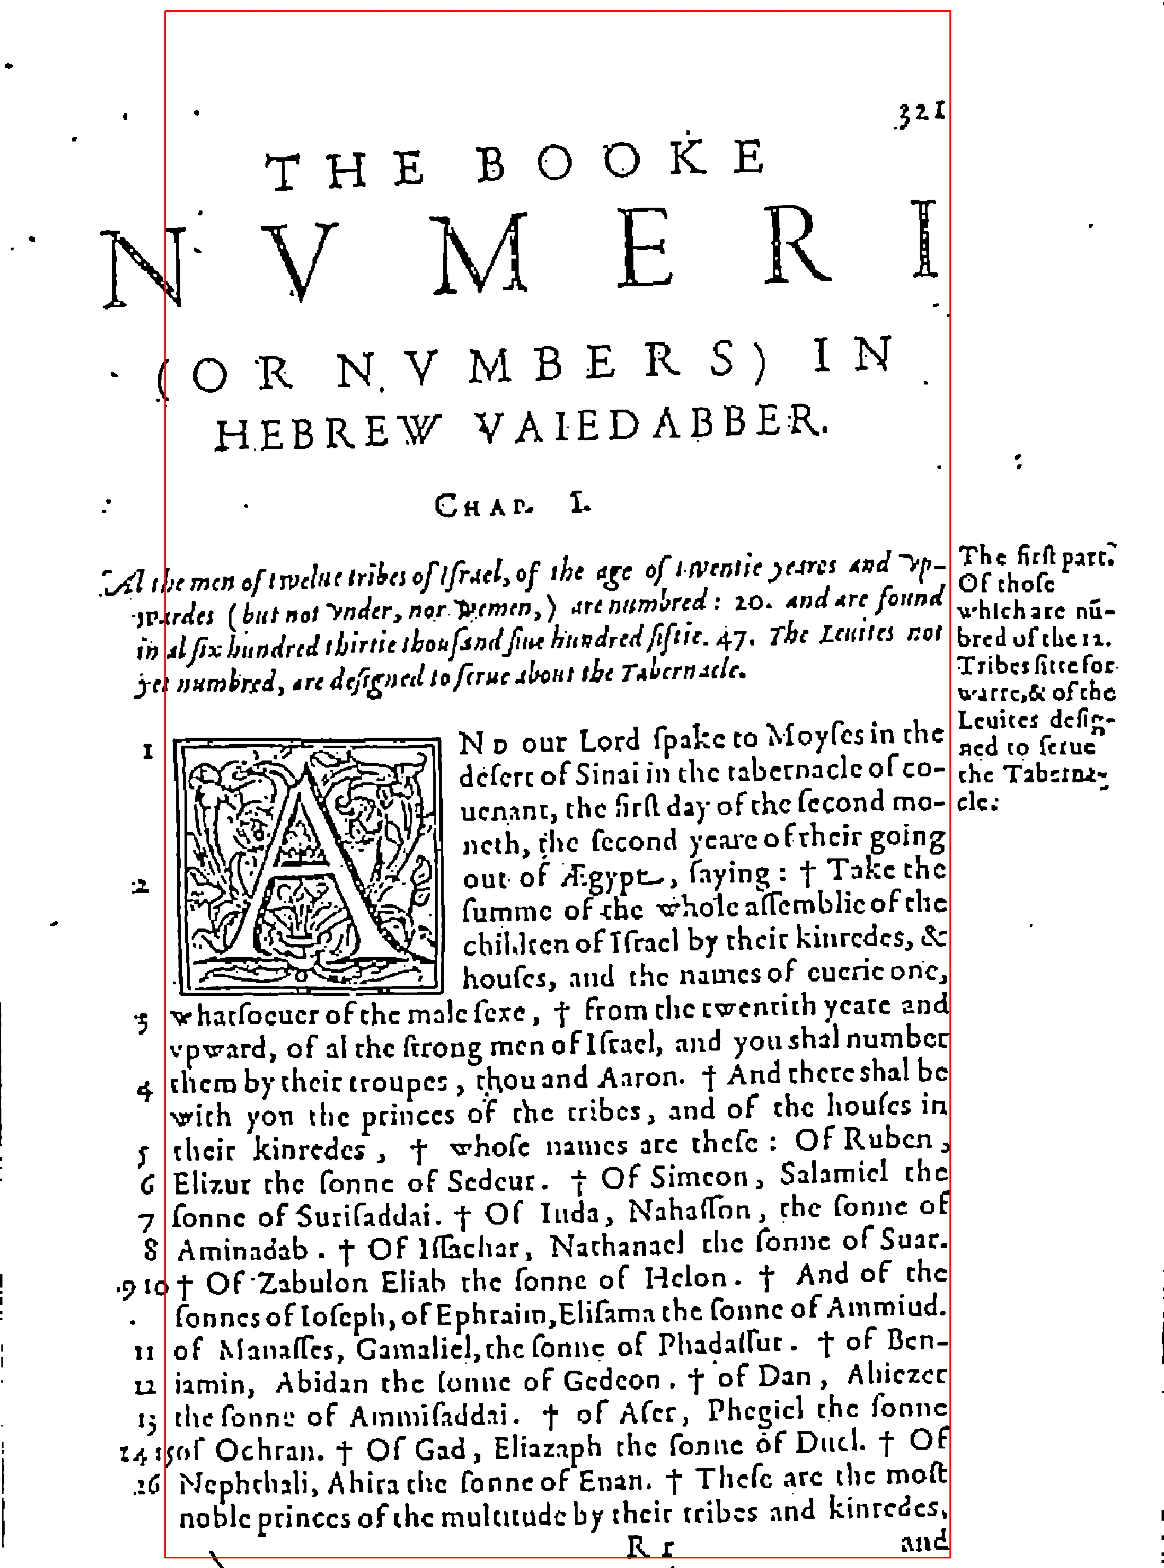 321
THE BOOKE
NVMERI
(OR NVMBERS) IN
HEBREW VAIEDABBER.
CHAP. I.
Al the men of twelue tribes of Israel, of the age of twentie yeares and vp-
wardes (but not vnder, nor wemen,) are numbred: 20. and are found
in al six hundred thirtie thousand fiue hundred fiftie. 47. The Leuites not
yet numbred, are designed to serue about the Tabernacle.
The first part.
Of those
which are nũ-
bred of the 12.
Tribes fitte for
warre, & of the
Leuites desig-
ned to serue
the Taberna-
cle.
1 AND our Lord spake to Moyses in the
desert of Sinai in the tabernacle of co-
uenant, the first day of the second mo-
neth, the second yeare of their going
2 out of Ægypt, saying: † Take the
summe of the whole assemblie of the
children of Israel by their kinredes, &
houses, and the names of euerie one,
3 whatsoeuer of the male sexe, † from the twentith yeare and
vpward, of al the strong men of Israel, and you shal number
4 them by their troupes, thou and Aaron. † And there shal be
with you the princes of the tribes, and of the houses in
5 their kinredes, † whose names are these: Of Ruben,
6 Elizur the sonne of Sedeur. † Of Simeon, Salamiel the
7 sonne of Surisaddai. † Of Iuda, Nahasson, the sonne of
8 Aminadab. † Of Issachar, Nathanael the sonne of Suar.
9 10 † Of Zabulon Eliab the sonne of Helon. † And of the
sonnes of Ioseph, of Ephraim, Elisama the sonne of Ammiud.
11 of Manasses, Gamaliel, the sonne of Phadassur. † of Ben-
12 iamin, Abidan the sonne of Gedeon. † of Dan, Ahiezer
13 the sonne of Ammisaddai. † of Aser, Phegiel the sonne
14 15 of Ochran. † Of Gad, Eliazaph the sonne of Duel. † Of
16 Nephthali, Ahira the sonne of Enan. † These are the most
noble princes of the multitude by their tribes and kinredes,
Rr and